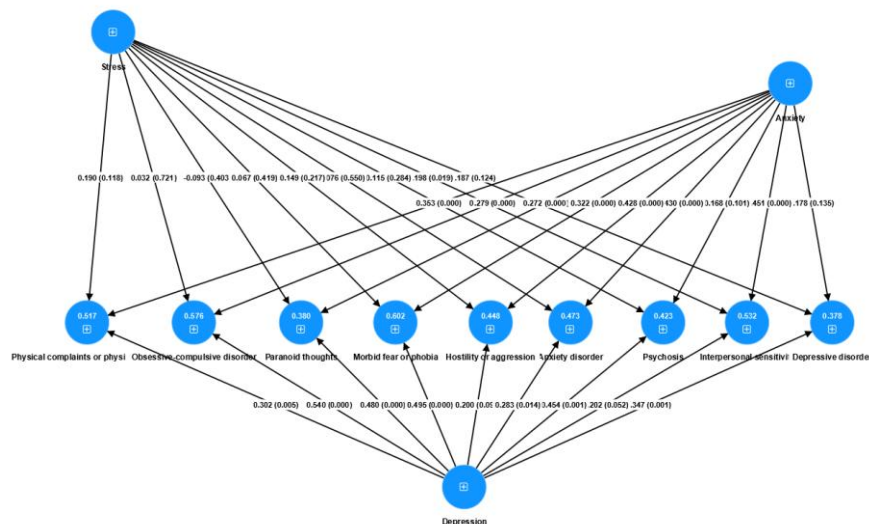 Stress
Anxiety
0.190 (0.118) 0.032 (0.721) -0.093 (0.403 0.067 (0.419) 0.149 (0.217) 076 (0.550) 0.115 (0.284) .198 (0.019) .187 (0.124)
0.353 (0.000) 0.279 (0.000) 0.272 (0.000) 0.322 (0.000) 0.428 (0.000) 430 (0.000) 0.168 (0.101) .451 (0.000) .178 (0.135)
0.517 0.576 0.380 0.602 0.448 0.473 0.423 0.532 0.378
Physical complaints or physi Obsessive-compulsive disorder Paranoid thoughts Morbid fear or phobia Hostility or aggression Anxiety disorder Psychosis Interpersonal sensitivi Depressive disorder
0.302 (0.005) 0.540 (0.000) 0.480 (0.000) 0.495 (0.000) 0.200 (0.05 0.283 (0.014) 0.454 (0.001) .202 (0.052) .347 (0.001)
Depression